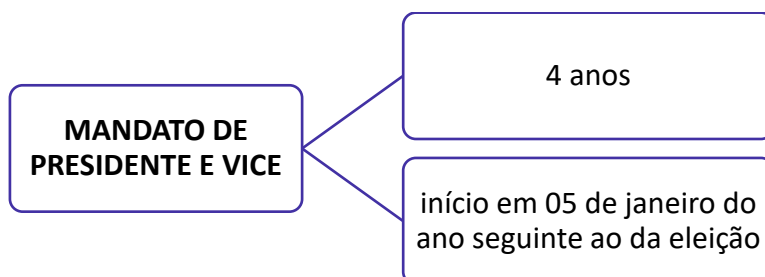 MANDATO DE
PRESIDENTE E VICE
4 anos
início em 05 de janeiro do
ano seguinte ao da eleição